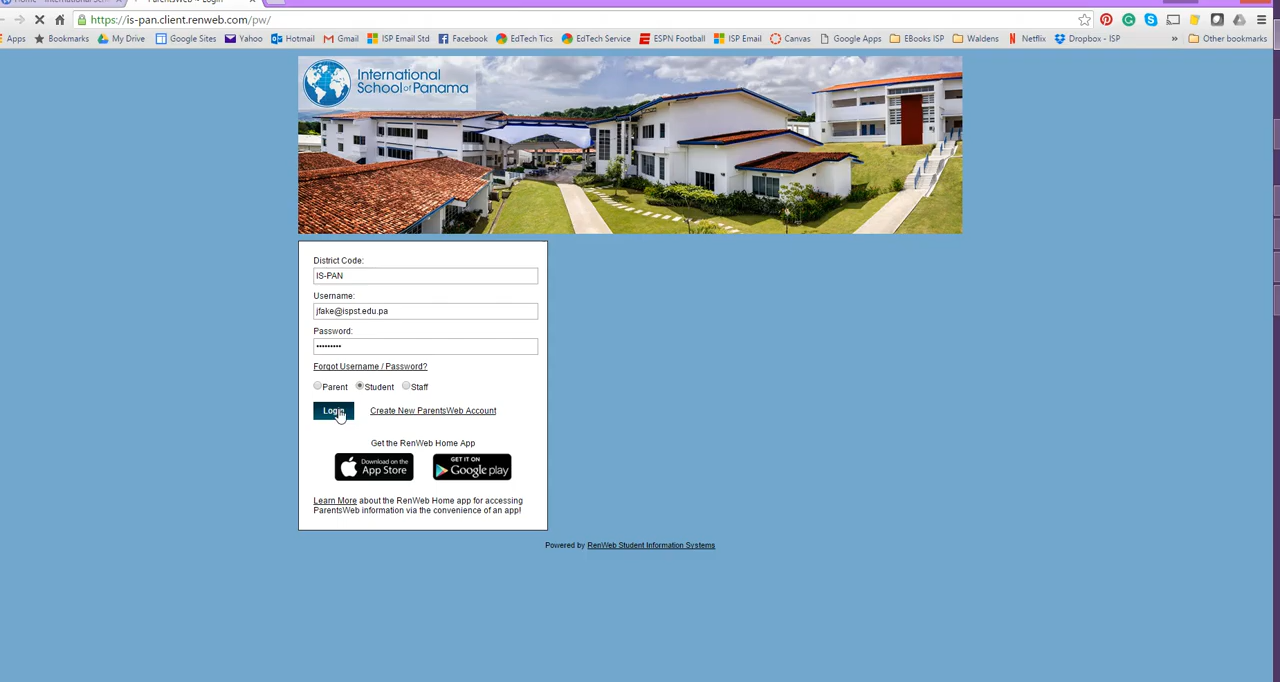 ParentsWeb - Login
https://is-pan.client.renweb.com/pw/
Apps Bookmarks My Drive Google Sites Yahoo Hotmail Gmail ISP Email Std Facebook EdTech Tics EdTech Service ESPN Football ISP Email Canvas Google Apps EBooks ISP Waldens Netflix Dropbox - ISP » Other bookmarks
International
School of Panama
District Code:
IS-PAN
Username:
jfake@ispst.edu.pa
Password:
•••••••••
Forgot Username / Password?
Parent Student Staff
Login Create New ParentsWeb Account
Get the RenWeb Home App
Download on the
App Store
GET IT ON
Google play
Learn More about the RenWeb Home app for accessing
ParentsWeb information via the convenience of an app!
Powered by RenWeb Student Information Systems